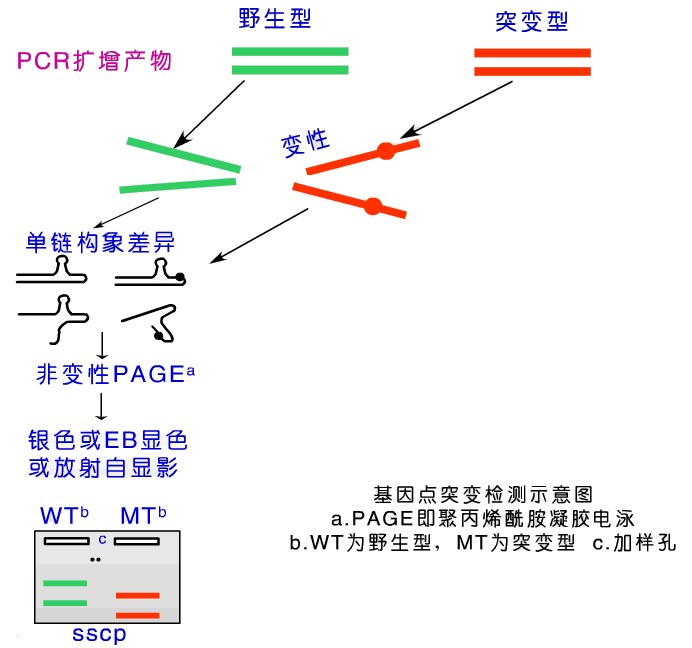 野生型
突变型
PCR扩增产物
变性
单链构象差异
非变性PAGEa
银色或EB显色
或放射自显影
WTb MTb
c
sscp
基因点突变检测示意图
a.PAGE即聚丙烯酰胺凝胶电泳
b.WT为野生型，MT为突变型 c.加样孔